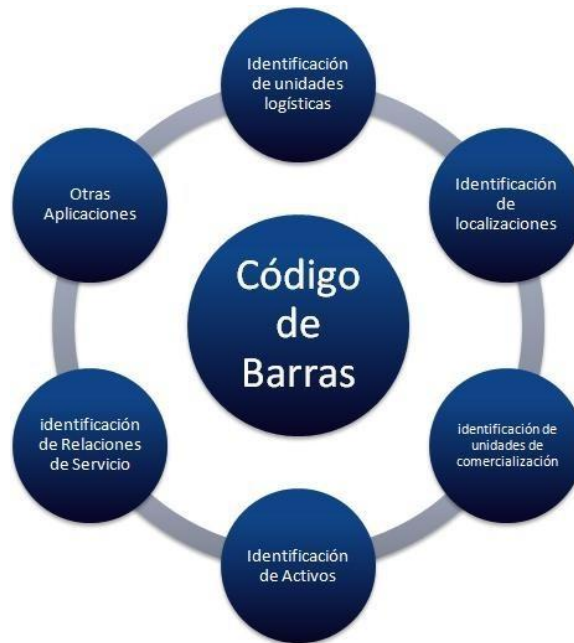 Identificación
de unidades
logísticas
Otras
Aplicaciones
Identificación
de
localizaciones
Código
de
Barras
identificación
de Relaciones
de Servicio
identificación de
unidades de
comercialización
Identificación
de Activos